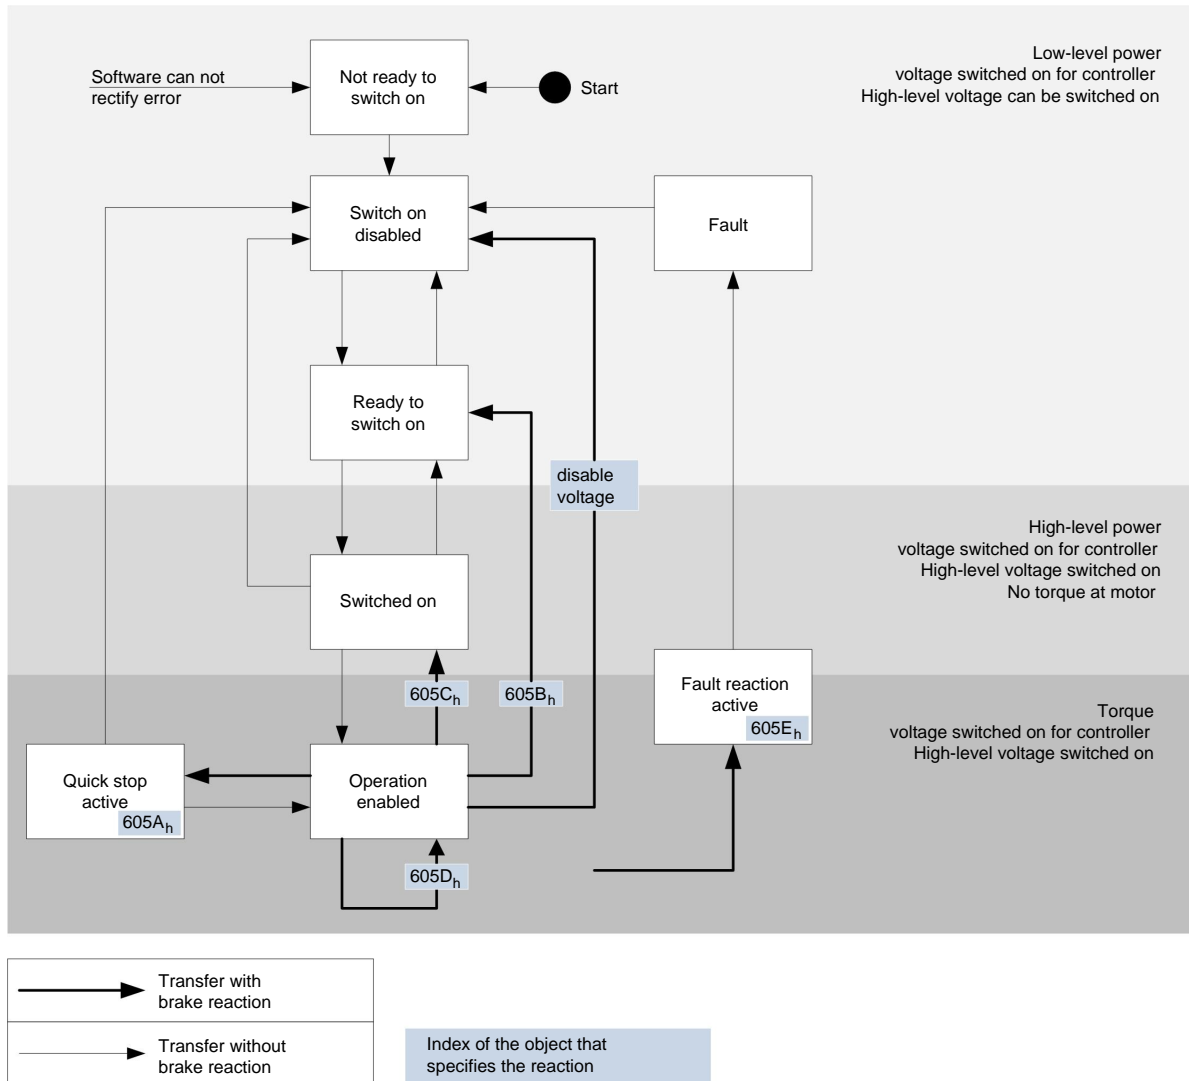 Software can not
rectify error
Not ready to
switch on
Start
Low-level power
voltage switched on for controller
High-level voltage can be switched on
Switch on
disabled
Fault
Ready to
switch on
disable
voltage
High-level power
voltage switched on for controller
High-level voltage switched on
No torque at motor
Switched on
605Ch
605Bh
Fault reaction
active
605Eh
Torque
voltage switched on for controller
High-level voltage switched on
Quick stop
active
605Ah
Operation
enabled
605Dh
Transfer with
brake reaction
Transfer without
brake reaction
Index of the object that
specifies the reaction